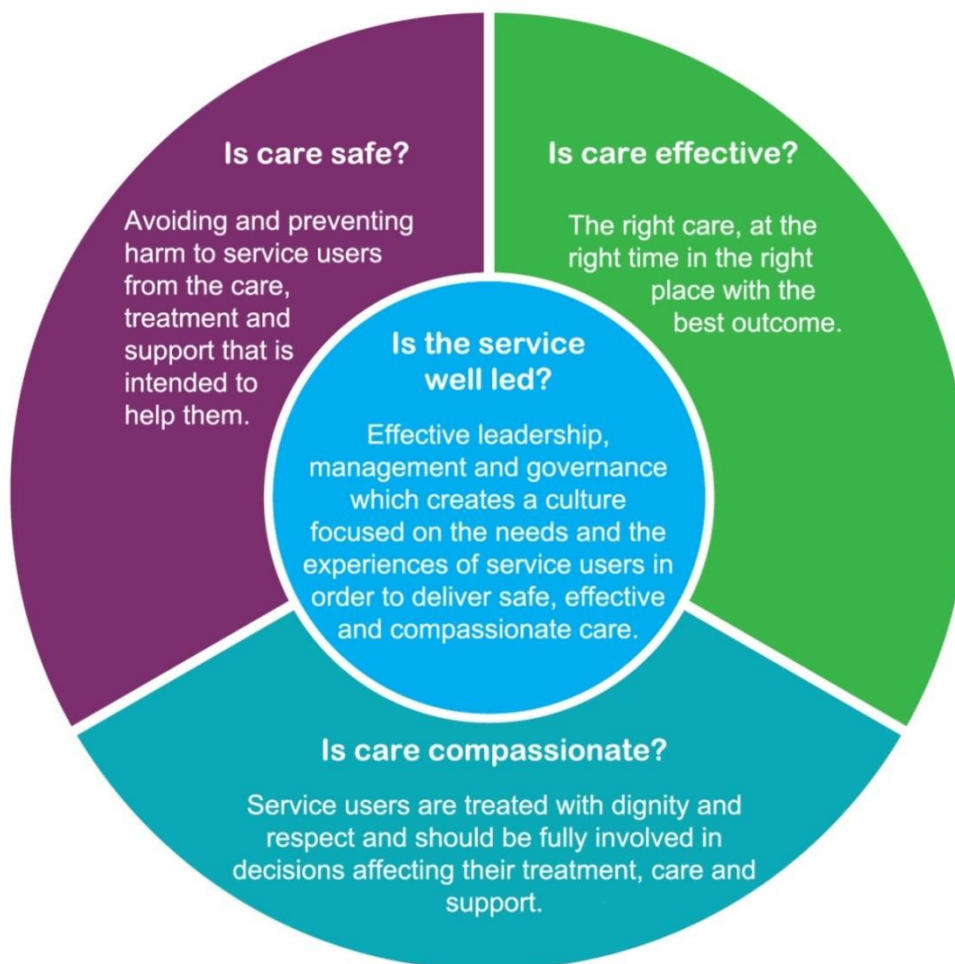 Is care safe?
Avoiding and preventing
harm to service users
from the care,
treatment and
support that is
intended to
help them.
Is care effective?
The right care, at the
right time in the right
place with the
best outcome.
Is the service
well led?
Effective leadership,
management and governance
which creates a culture
focused on the needs and the
experiences of service users in
order to deliver safe, effective
and compassionate care.
Is care compassionate?
Service users are treated with dignity and
respect and should be fully involved in
decisions affecting their treatment, care and
support.